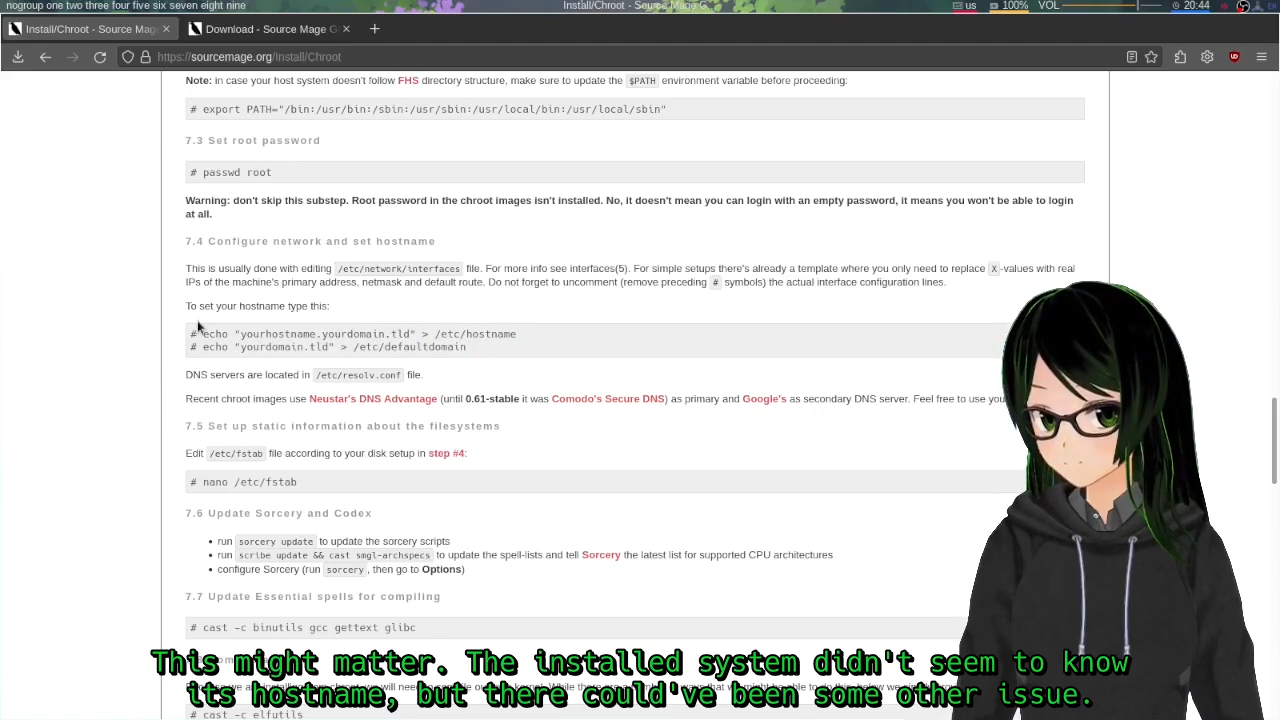 nogroup one two three four five six seven eight nine
Install/Chroot - Source Mage G
us
100%
VOL
20:44
Install/Chroot - Source Mag
Download - Source Mage G
https://sourcemage.org/Install/Chroot
Note: in case your host system doesn't follow FHS directory structure, make sure to update the $PATH environment variable before proceeding:
# export PATH="/bin:/usr/bin:/sbin:/usr/sbin:/usr/local/bin:/usr/local/sbin"
7.3 Set root password
# passwd root
Warning: don't skip this substep. Root password in the chroot images isn't installed. No, it doesn't mean you can login with an empty password, it means you won't be able to login
at all.
7.4 Configure network and set hostname
This is usually done with editing /etc/network/interfaces file. For more info see interfaces(5). For simple setups there's already a template where you only need to replace X-values with real
IPs of the machine's primary address, netmask and default route. Do not forget to uncomment (remove preceding # symbols) the actual interface configuration lines.
To set your hostname type this:
# echo "yourhostname.yourdomain.tld" > /etc/hostname
# echo "yourdomain.tld" > /etc/defaultdomain
DNS servers are located in /etc/resolv.conf file.
Recent chroot images use Neustar's DNS Advantage (until 0.61-stable it was Comodo's Secure DNS) as primary and Google's as secondary DNS server. Feel free to use
7.5 Set up static information about the filesystems
Edit /etc/fstab file according to your disk setup in step #4:
# nano /etc/fstab
7.6 Update Sorcery and Codex
• run sorcery update to update the sorcery scripts
• run scribe update && cast smgl-archspecs to update the spell-lists and tell Sorcery the latest list for supported CPU architectures
• configure Sorcery (run sorcery, then go to Options)
7.7 Update Essential spells for compiling
# cast -c binutils gcc gettext glibc
This might matter. The installed system didn't seem to know
its hostname, but there could've been some other issue.
# cast -c elfutils